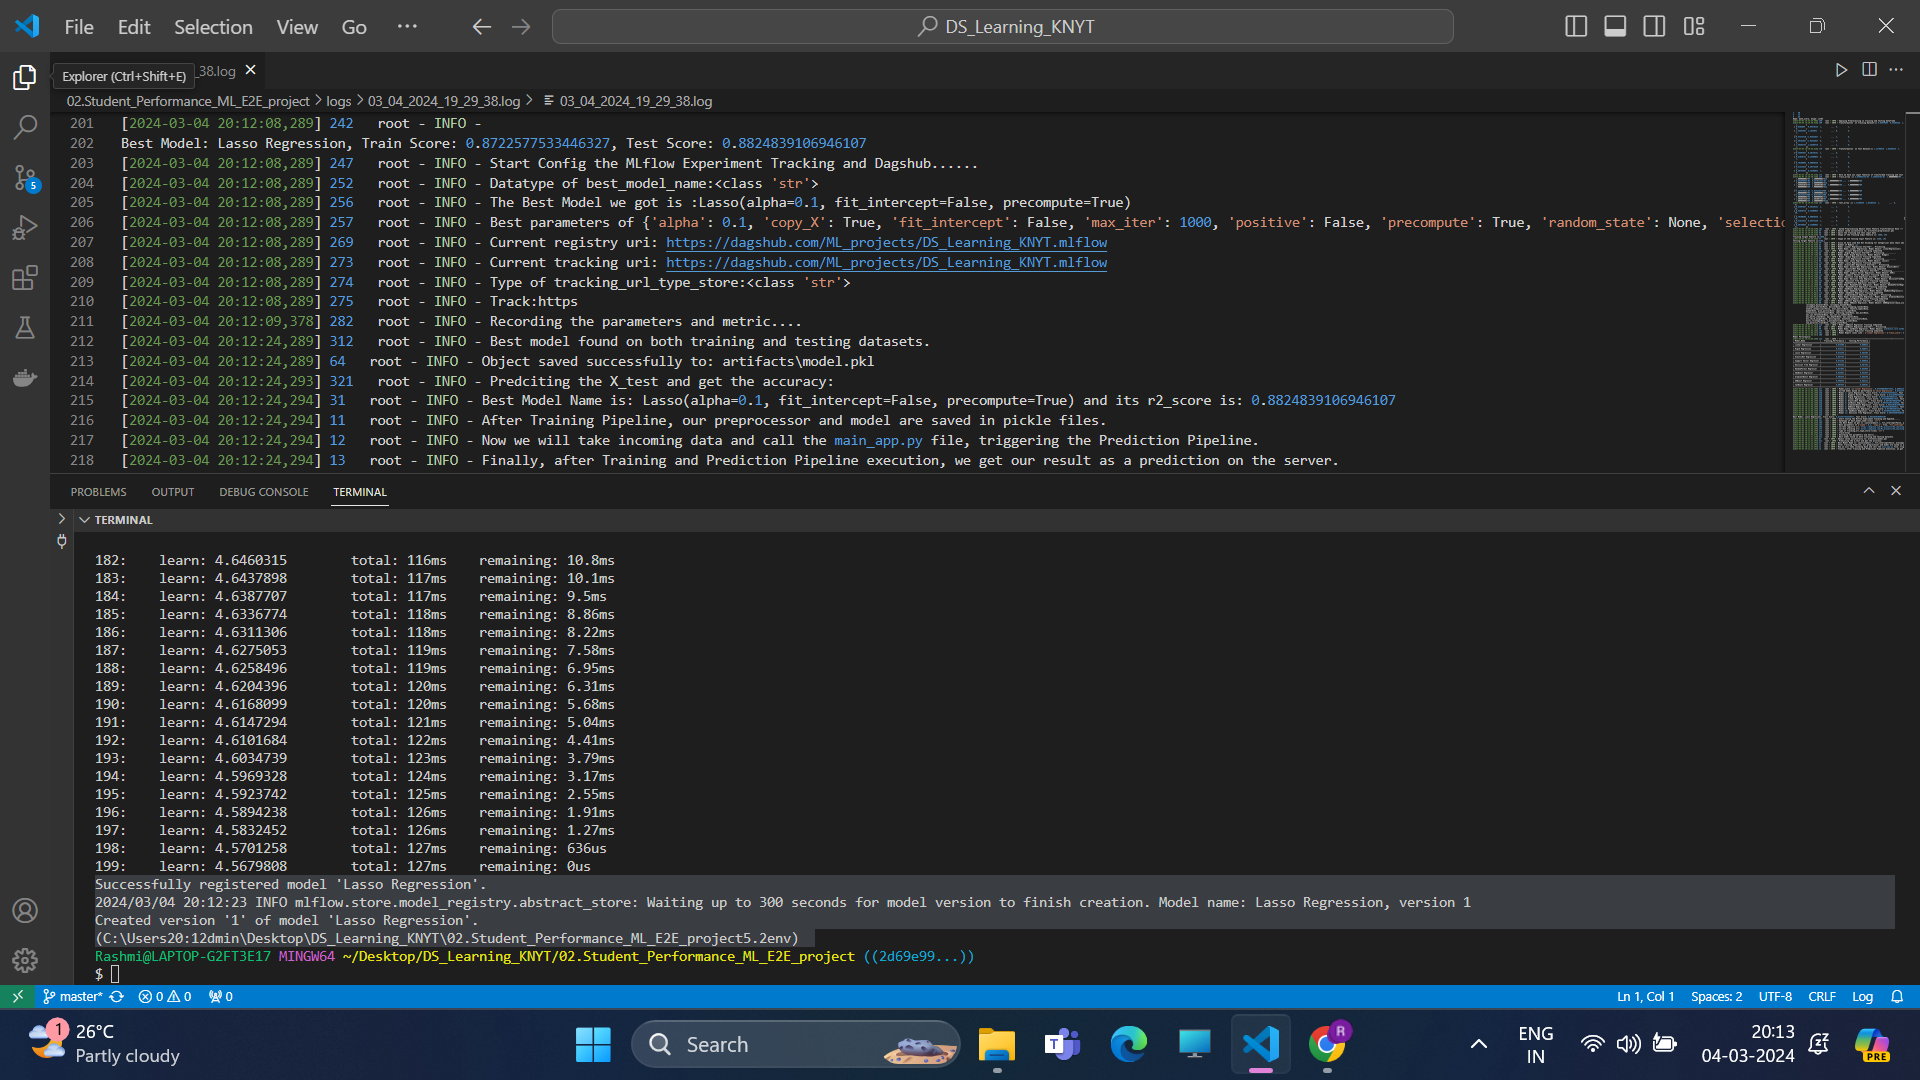 File Edit Selection View Go ··· DS_Learning_KNYT
Explorer (Ctrl+Shift+E) _38.log
02.Student_Performance_ML_E2E_project > logs > 03_04_2024_19_29_38.log > 03_04_2024_19_29_38.log
201 [2024-03-04 20:12:08,289] 242 root - INFO -
202 Best Model: Lasso Regression, Train Score: 0.8722577533446327, Test Score: 0.8824839106946107
203 [2024-03-04 20:12:08,289] 247 root - INFO - Start Config the MLflow Experiment Tracking and Dagshub......
204 [2024-03-04 20:12:08,289] 252 root - INFO - Datatype of best_model_name:<class 'str'>
205 [2024-03-04 20:12:08,289] 256 root - INFO - The Best Model we got is :Lasso(alpha=0.1, fit_intercept=False, precompute=True)
206 [2024-03-04 20:12:08,289] 257 root - INFO - Best parameters of {'alpha': 0.1, 'copy_X': True, 'fit_intercept': False, 'max_iter': 1000, 'positive': False, 'precompute': True, 'random_state': None, 'selectio
207 [2024-03-04 20:12:08,289] 269 root - INFO - Current registry uri: https://dagshub.com/ML_projects/DS_Learning_KNYT.mlflow
208 [2024-03-04 20:12:08,289] 273 root - INFO - Current tracking uri: https://dagshub.com/ML_projects/DS_Learning_KNYT.mlflow
209 [2024-03-04 20:12:08,289] 274 root - INFO - Type of tracking_url_type_store:<class 'str'>
210 [2024-03-04 20:12:08,289] 275 root - INFO - Track:https
211 [2024-03-04 20:12:09,378] 282 root - INFO - Recording the parameters and metric....
212 [2024-03-04 20:12:24,289] 312 root - INFO - Best model found on both training and testing datasets.
213 [2024-03-04 20:12:24,289] 64 root - INFO - Object saved successfully to: artifacts\model.pkl
214 [2024-03-04 20:12:24,293] 321 root - INFO - Predciting the X_test and get the accuracy:
215 [2024-03-04 20:12:24,294] 31 root - INFO - Best Model Name is: Lasso(alpha=0.1, fit_intercept=False, precompute=True) and its r2_score is: 0.8824839106946107
216 [2024-03-04 20:12:24,294] 11 root - INFO - After Training Pipeline, our preprocessor and model are saved in pickle files.
217 [2024-03-04 20:12:24,294] 12 root - INFO - Now we will take incoming data and call the main_app.py file, triggering the Prediction Pipeline.
218 [2024-03-04 20:12:24,294] 13 root - INFO - Finally, after Training and Prediction Pipeline execution, we get our result as a prediction on the server.
PROBLEMS OUTPUT DEBUG CONSOLE TERMINAL
TERMINAL
182: learn: 4.6460315 total: 116ms remaining: 10.8ms
183: learn: 4.6437898 total: 117ms remaining: 10.1ms
184: learn: 4.6387707 total: 117ms remaining: 9.5ms
185: learn: 4.6336774 total: 118ms remaining: 8.86ms
186: learn: 4.6311306 total: 118ms remaining: 8.22ms
187: learn: 4.6275053 total: 119ms remaining: 7.58ms
188: learn: 4.6258496 total: 119ms remaining: 6.95ms
189: learn: 4.6204396 total: 120ms remaining: 6.31ms
190: learn: 4.6168099 total: 120ms remaining: 5.68ms
191: learn: 4.6147294 total: 121ms remaining: 5.04ms
192: learn: 4.6101684 total: 122ms remaining: 4.41ms
193: learn: 4.6034739 total: 123ms remaining: 3.79ms
194: learn: 4.5969328 total: 124ms remaining: 3.17ms
195: learn: 4.5923742 total: 125ms remaining: 2.55ms
196: learn: 4.5894238 total: 126ms remaining: 1.91ms
197: learn: 4.5832452 total: 126ms remaining: 1.27ms
198: learn: 4.5701258 total: 127ms remaining: 636us
199: learn: 4.5679808 total: 127ms remaining: 0us
Successfully registered model 'Lasso Regression'.
2024/03/04 20:12:23 INFO mlflow.store.model_registry.abstract_store: Waiting up to 300 seconds for model version to finish creation. Model name: Lasso Regression, version 1
Created version '1' of model 'Lasso Regression'.
(C:\Users20:12dmin\Desktop\DS_Learning_KNYT\02.Student_Performance_ML_E2E_project5.2env)
Rashmi@LAPTOP-G2FT3E17 MINGW64 ~/Desktop/DS_Learning_KNYT/02.Student_Performance_ML_E2E_project ((2d69e99...))
$
5
master* 0 0 0 Ln 1, Col 1 Spaces: 2 UTF-8 CRLF Log
1 26°C
Partly cloudy
Search
T
R
ENG
IN
20:13
04-03-2024
PRE